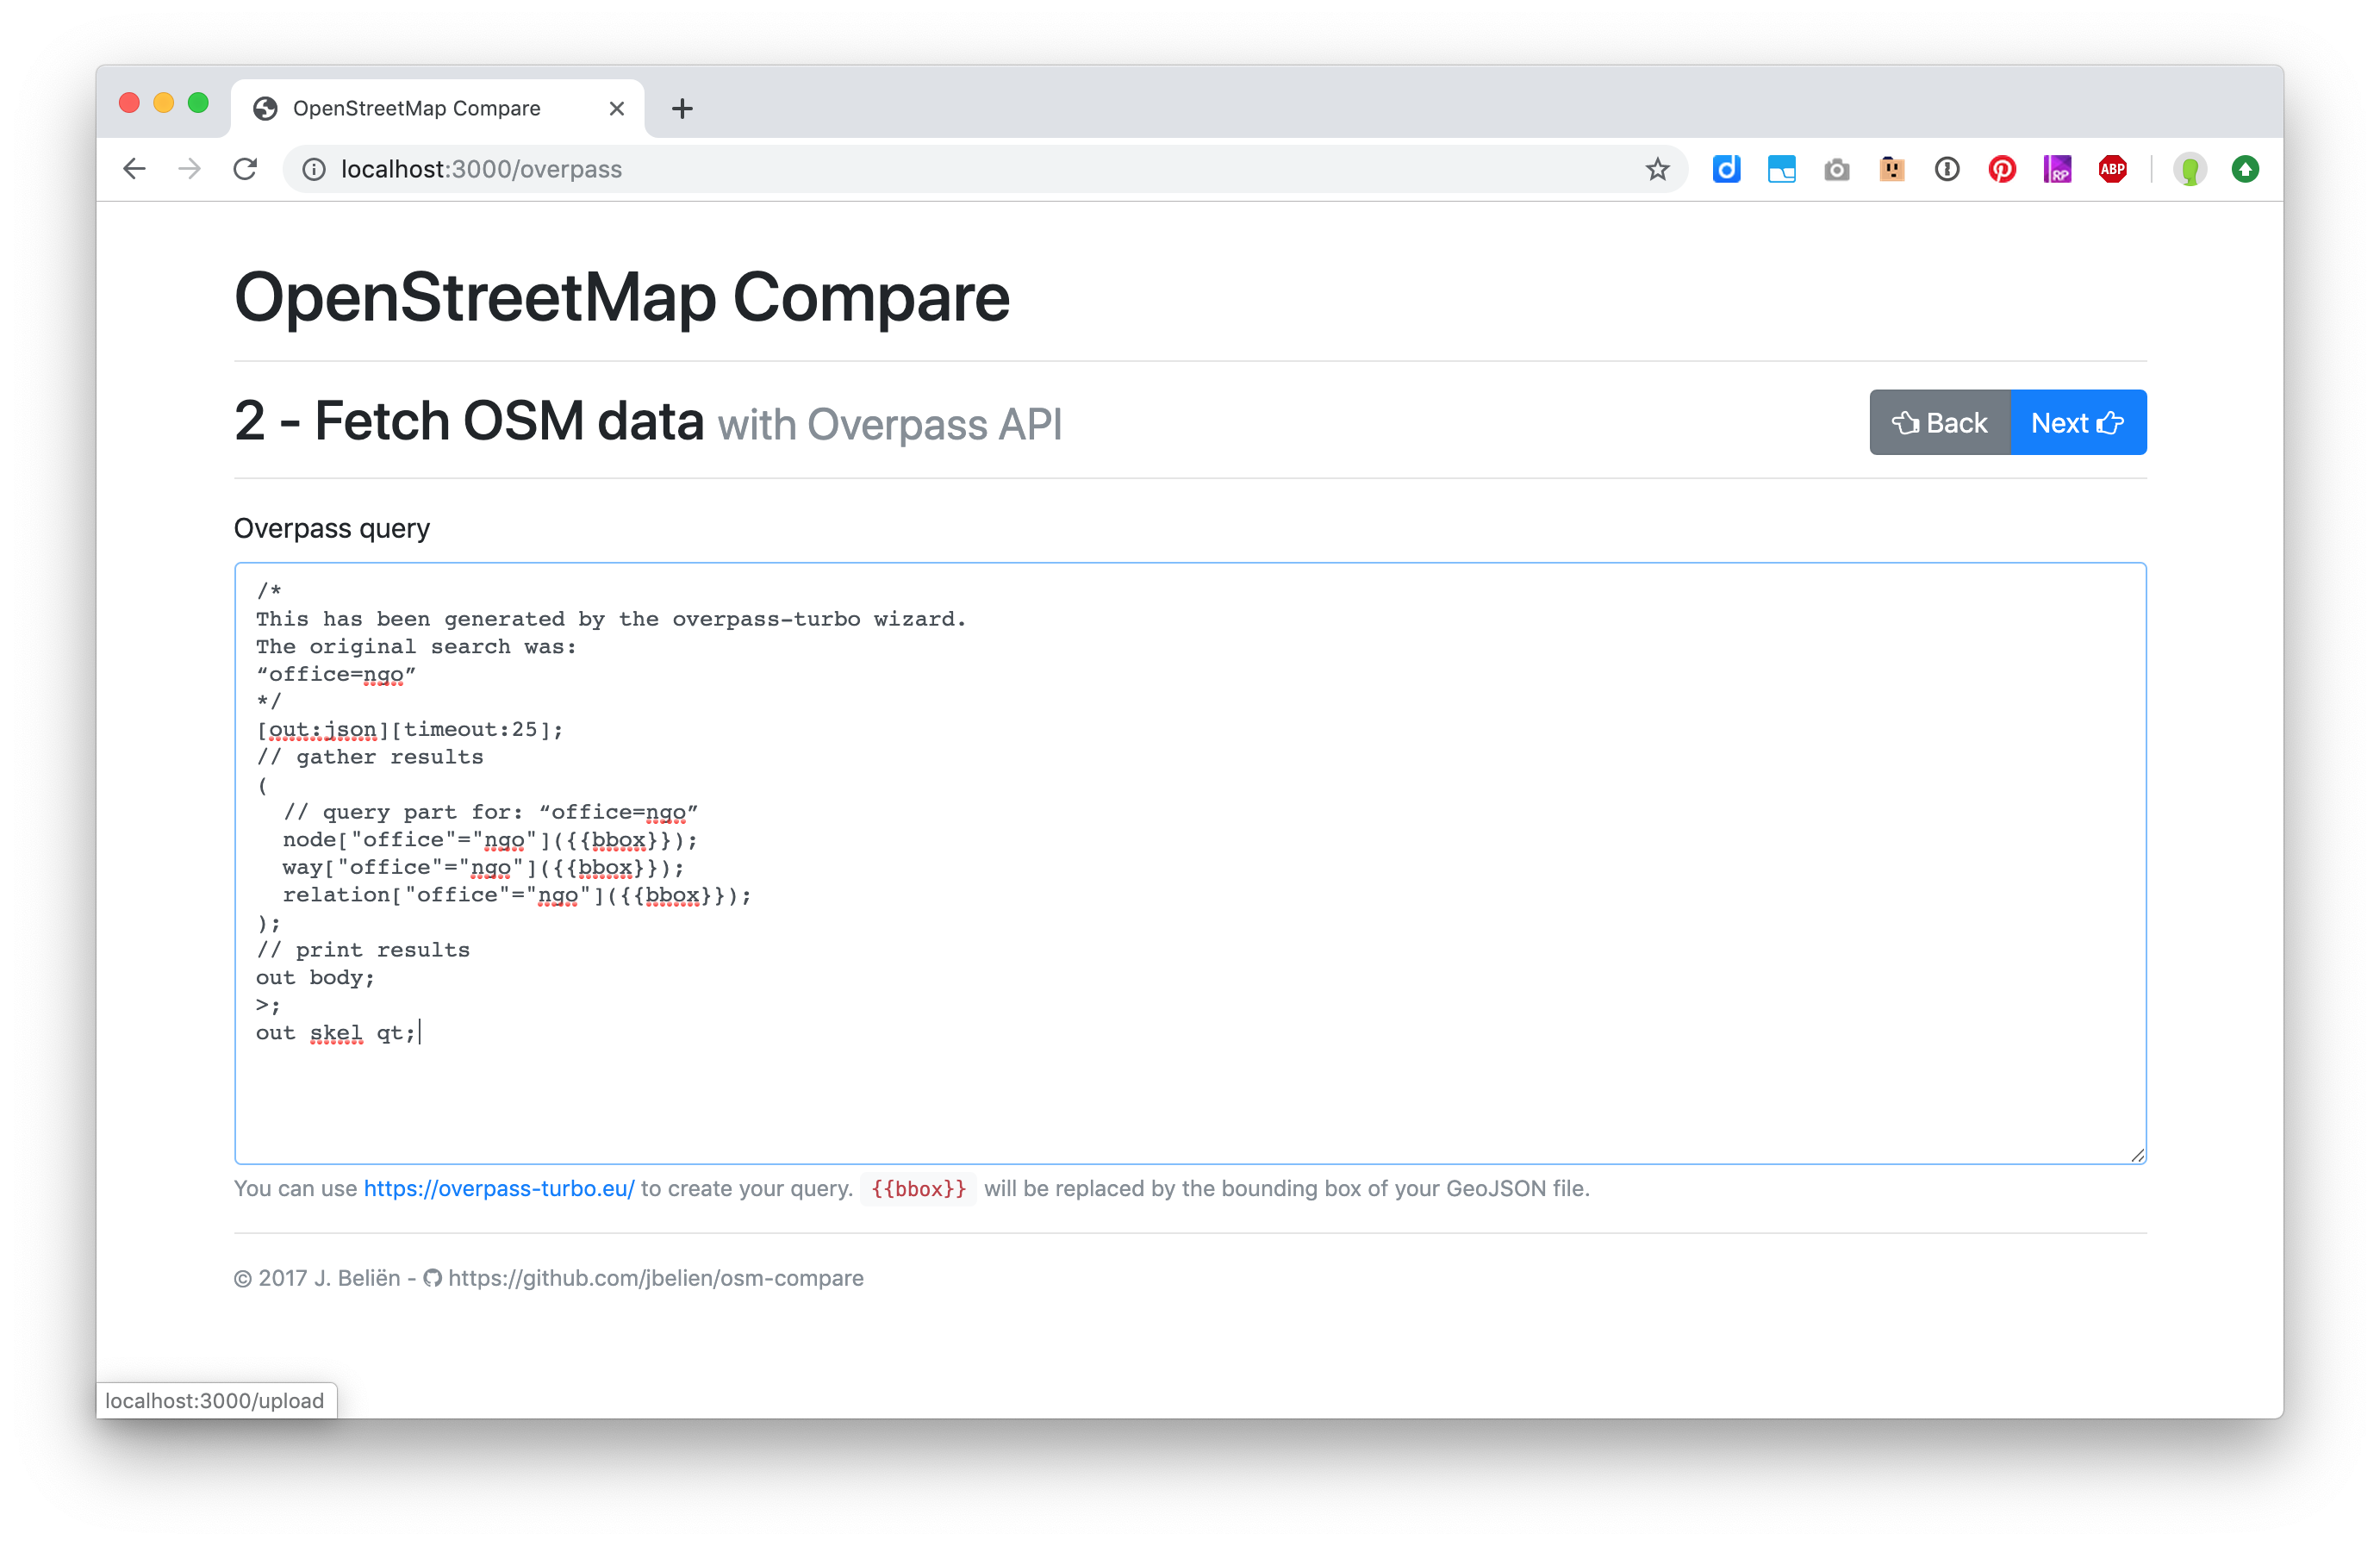 OpenStreetMap Compare
localhost:3000/overpass
RP
ABP
OpenStreetMap Compare
2 - Fetch OSM data with Overpass API
Back
Next
Overpass query
/*
This has been generated by the overpass-turbo wizard.
The original search was:
“office=ngo”
*/
[out:json][timeout:25];
// gather results
(
  // query part for: “office=ngo”
  node["office"="ngo"]({{bbox}});
  way["office"="ngo"]({{bbox}});
  relation["office"="ngo"]({{bbox}});
);
// print results
out body;
>;
out skel qt;
You can use https://overpass-turbo.eu/ to create your query. {{bbox}} will be replaced by the bounding box of your GeoJSON file.
© 2017 J. Beliën - https://github.com/jbelien/osm-compare
localhost:3000/upload